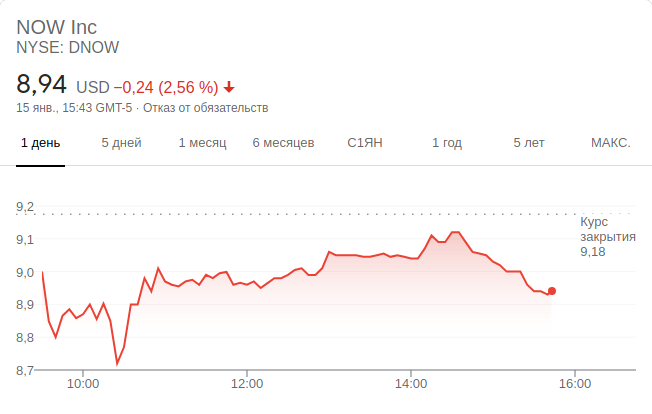 NOW Inc
NYSE: DNOW
8,94 USD −0,24 (2,56 %)
15 янв., 15:43 GMT-5 · Отказ от обязательств
1 день 5 дней 1 месяц 6 месяцев С1ЯН 1 год 5 лет МАКС.
9,2
Курс
закрытия
9,18
9,1
9,0
8,9
8,8
8,7
10:00 12:00 14:00 16:00